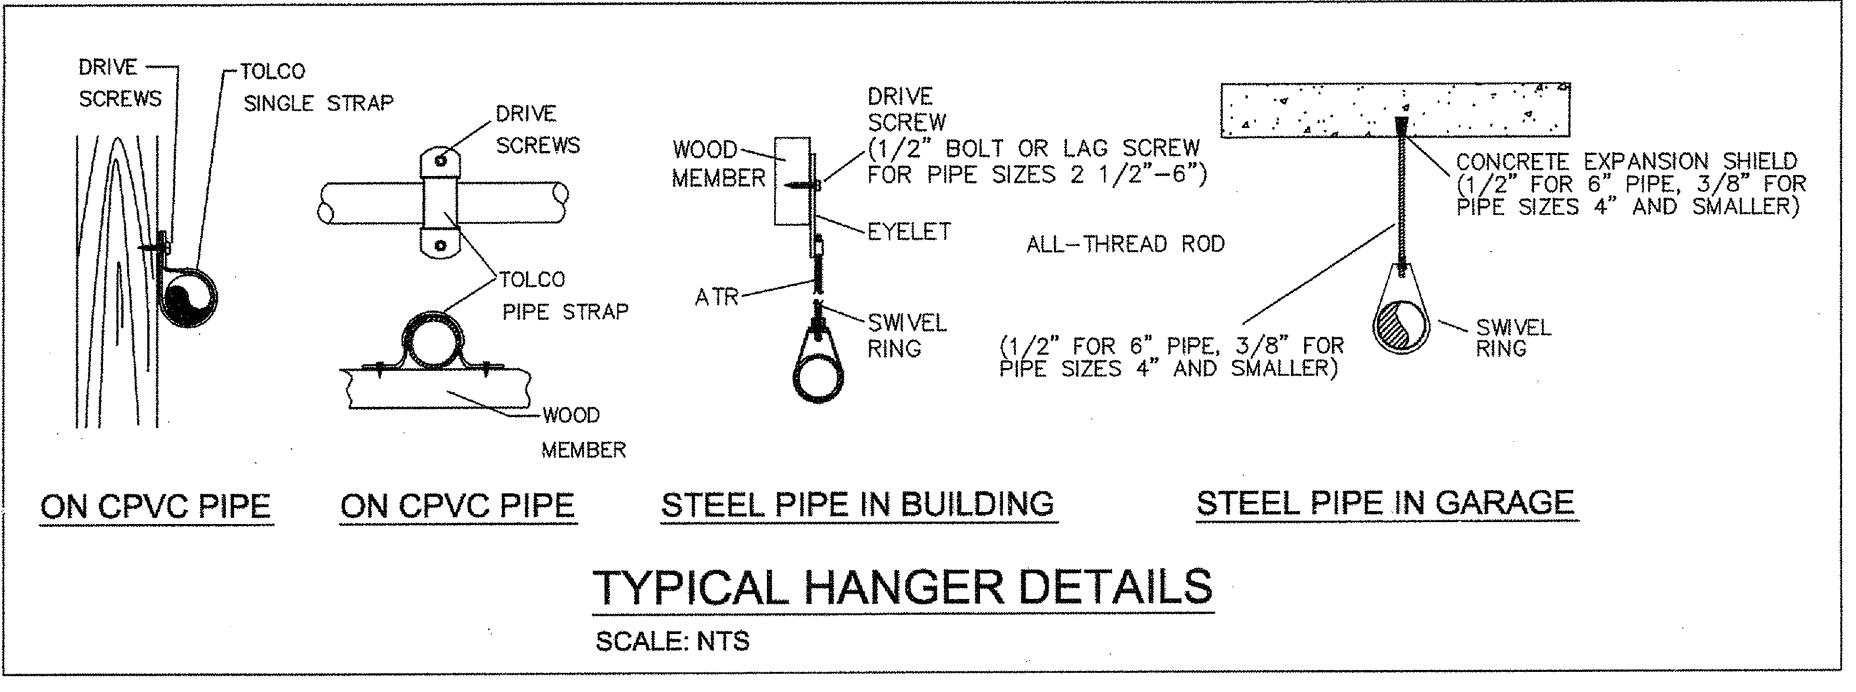 DRIVE
SCREWS
TOLCO
SINGLE STRAP
ON CPVC PIPE
DRIVE
SCREWS
TOLCO
PIPE STRAP
WOOD
MEMBER
ON CPVC PIPE
WOOD
MEMBER
DRIVE
SCREW
(1/2" BOLT OR LAG SCREW
FOR PIPE SIZES 2 1/2"-6")
EYELET
ATR
SWIVEL
RING
STEEL PIPE IN BUILDING
ALL-THREAD ROD
(1/2" FOR 6" PIPE, 3/8" FOR
PIPE SIZES 4" AND SMALLER)
CONCRETE EXPANSION SHIELD
(1/2" FOR 6" PIPE, 3/8" FOR
PIPE SIZES 4" AND SMALLER)
SWIVEL
RING
STEEL PIPE IN GARAGE
TYPICAL HANGER DETAILS
SCALE: NTS